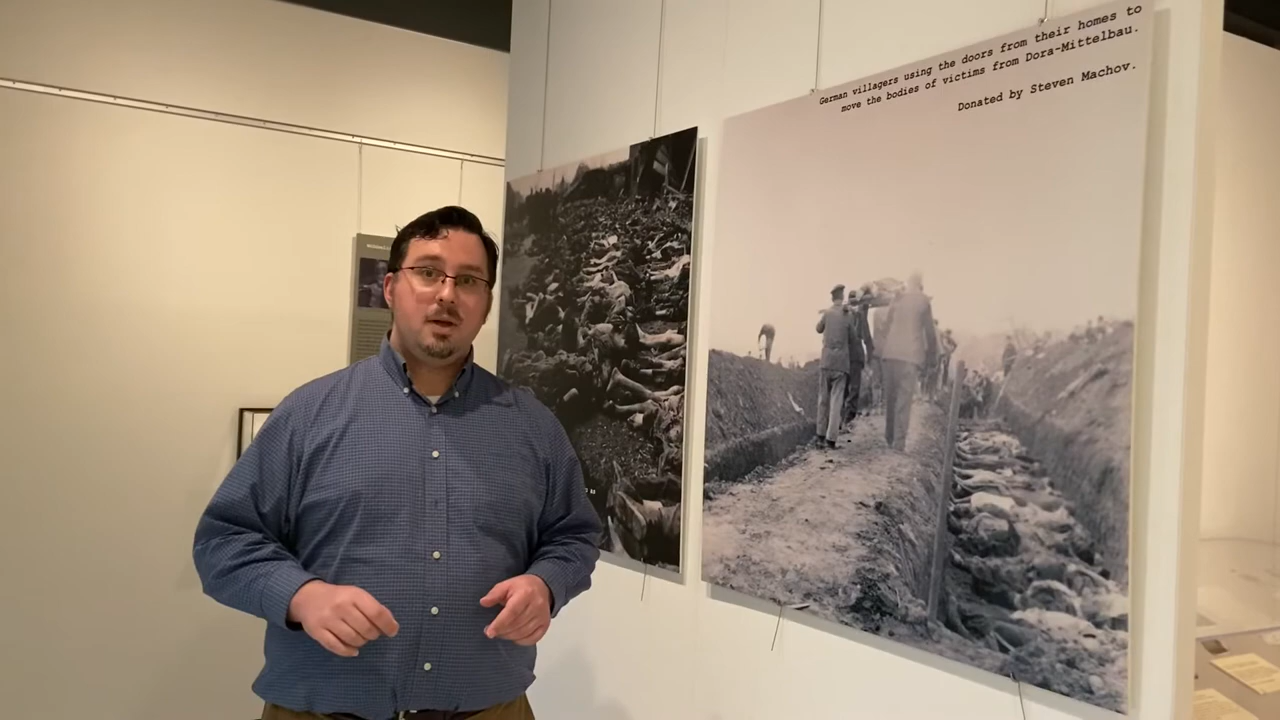 German villagers using the doors from their homes to
move the bodies of victims from Dora-Mittelbau.
Donated by Steven Machov.